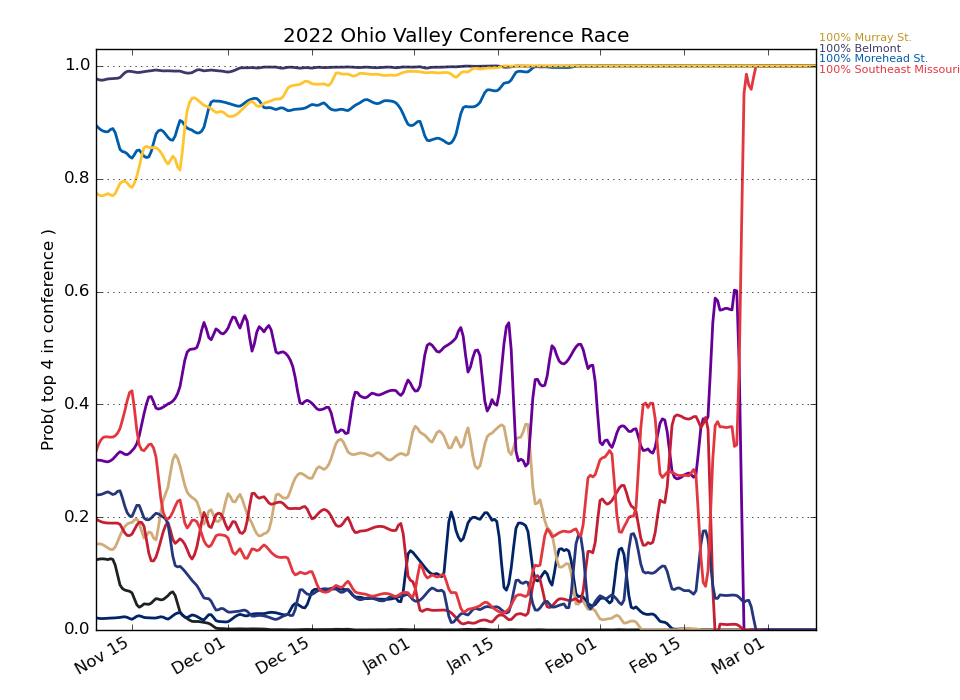 2022 Ohio Valley Conference Race
100% Murray St.
100% Belmont
100% Morehead St.
100% Southeast Missouri
Prob( top 4 in conference )
1.0
0.8
0.6
0.4
0.2
0.0
Nov 15
Dec 01
Dec 15
Jan 01
Jan 15
Feb 01
Feb 15
Mar 01